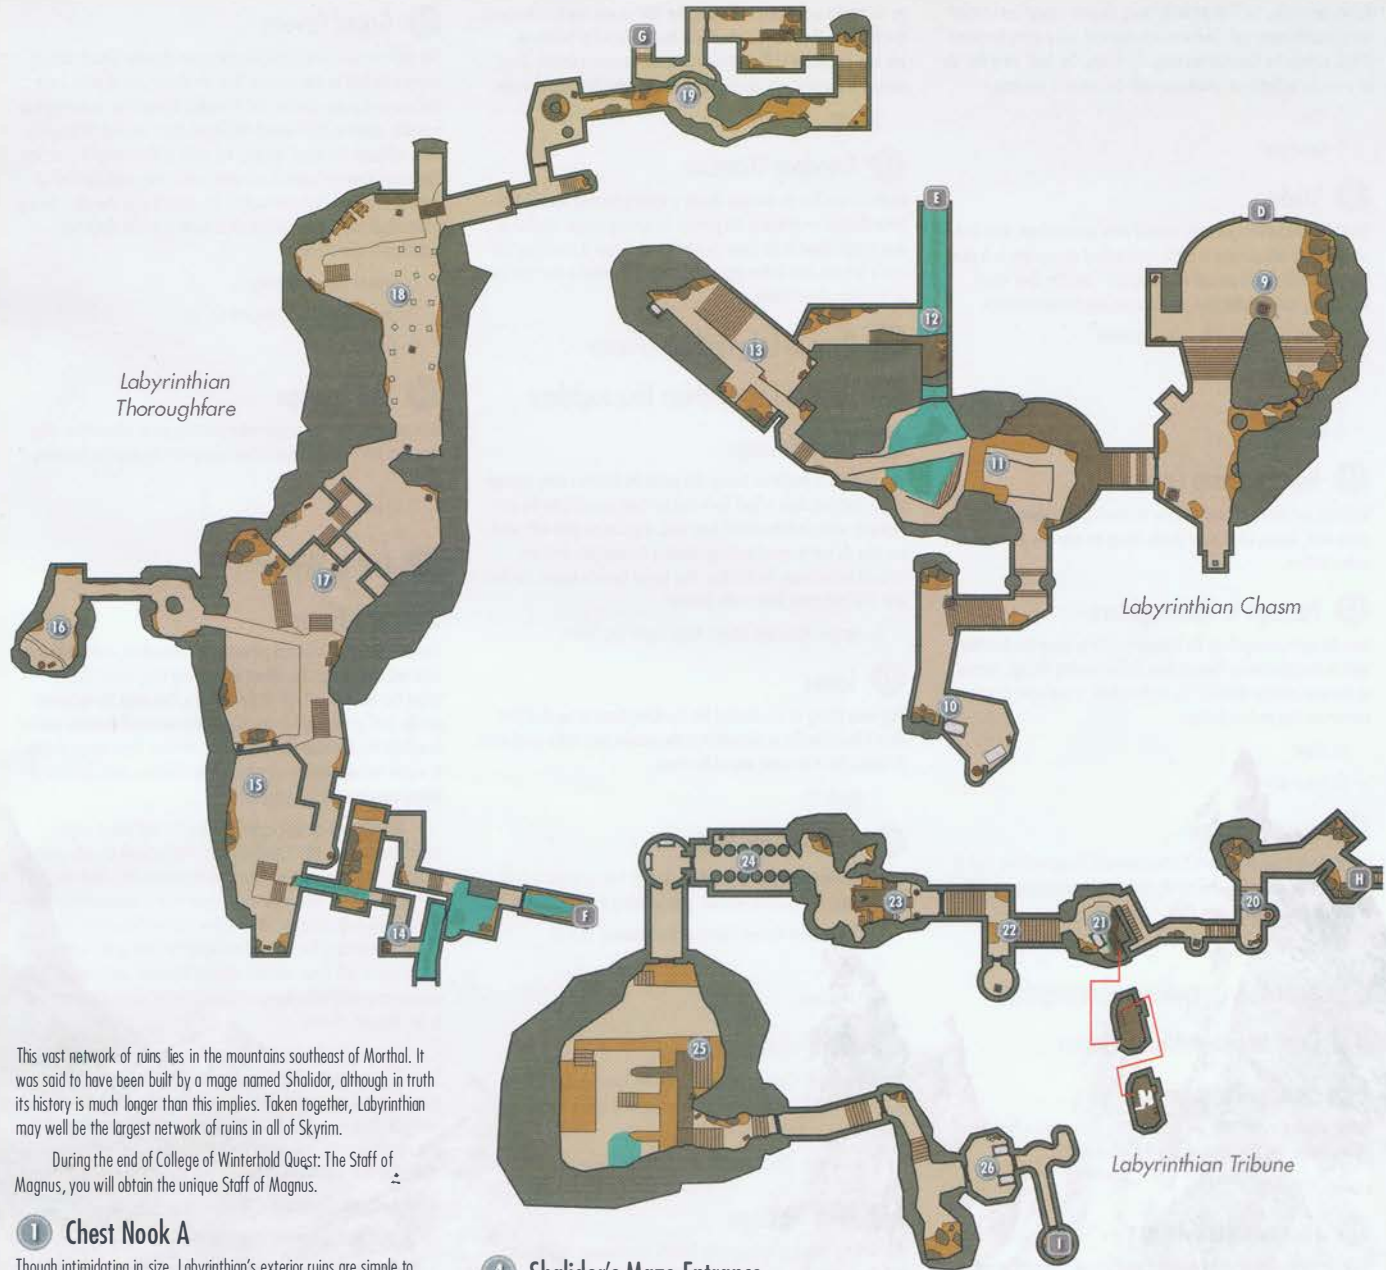 G
19
E
D
18
9
12
13
Labyrinthian
Thoroughfare
11
17
16
Labyrinthian Chasm
10
15
24
H
23
20
F
21
14
22
This vast network of ruins lies in the mountains southeast of Morthal. It
was said to have been built by a mage named Shalidor, although in truth
its history is much longer than this implies. Taken together, Labyrinthian
may well be the largest network of ruins in all of Skyrim.
During the end of College of Winterhold Quest: The Staff of
Magnus, you will obtain the unique Staff of Magnus.
25
26
Labyrinthian Tribune
I
1 Chest Nook A
Though intimidating in size, Labyrinthian's exterior ruins are simple to
Shalidor's Maze Entrance